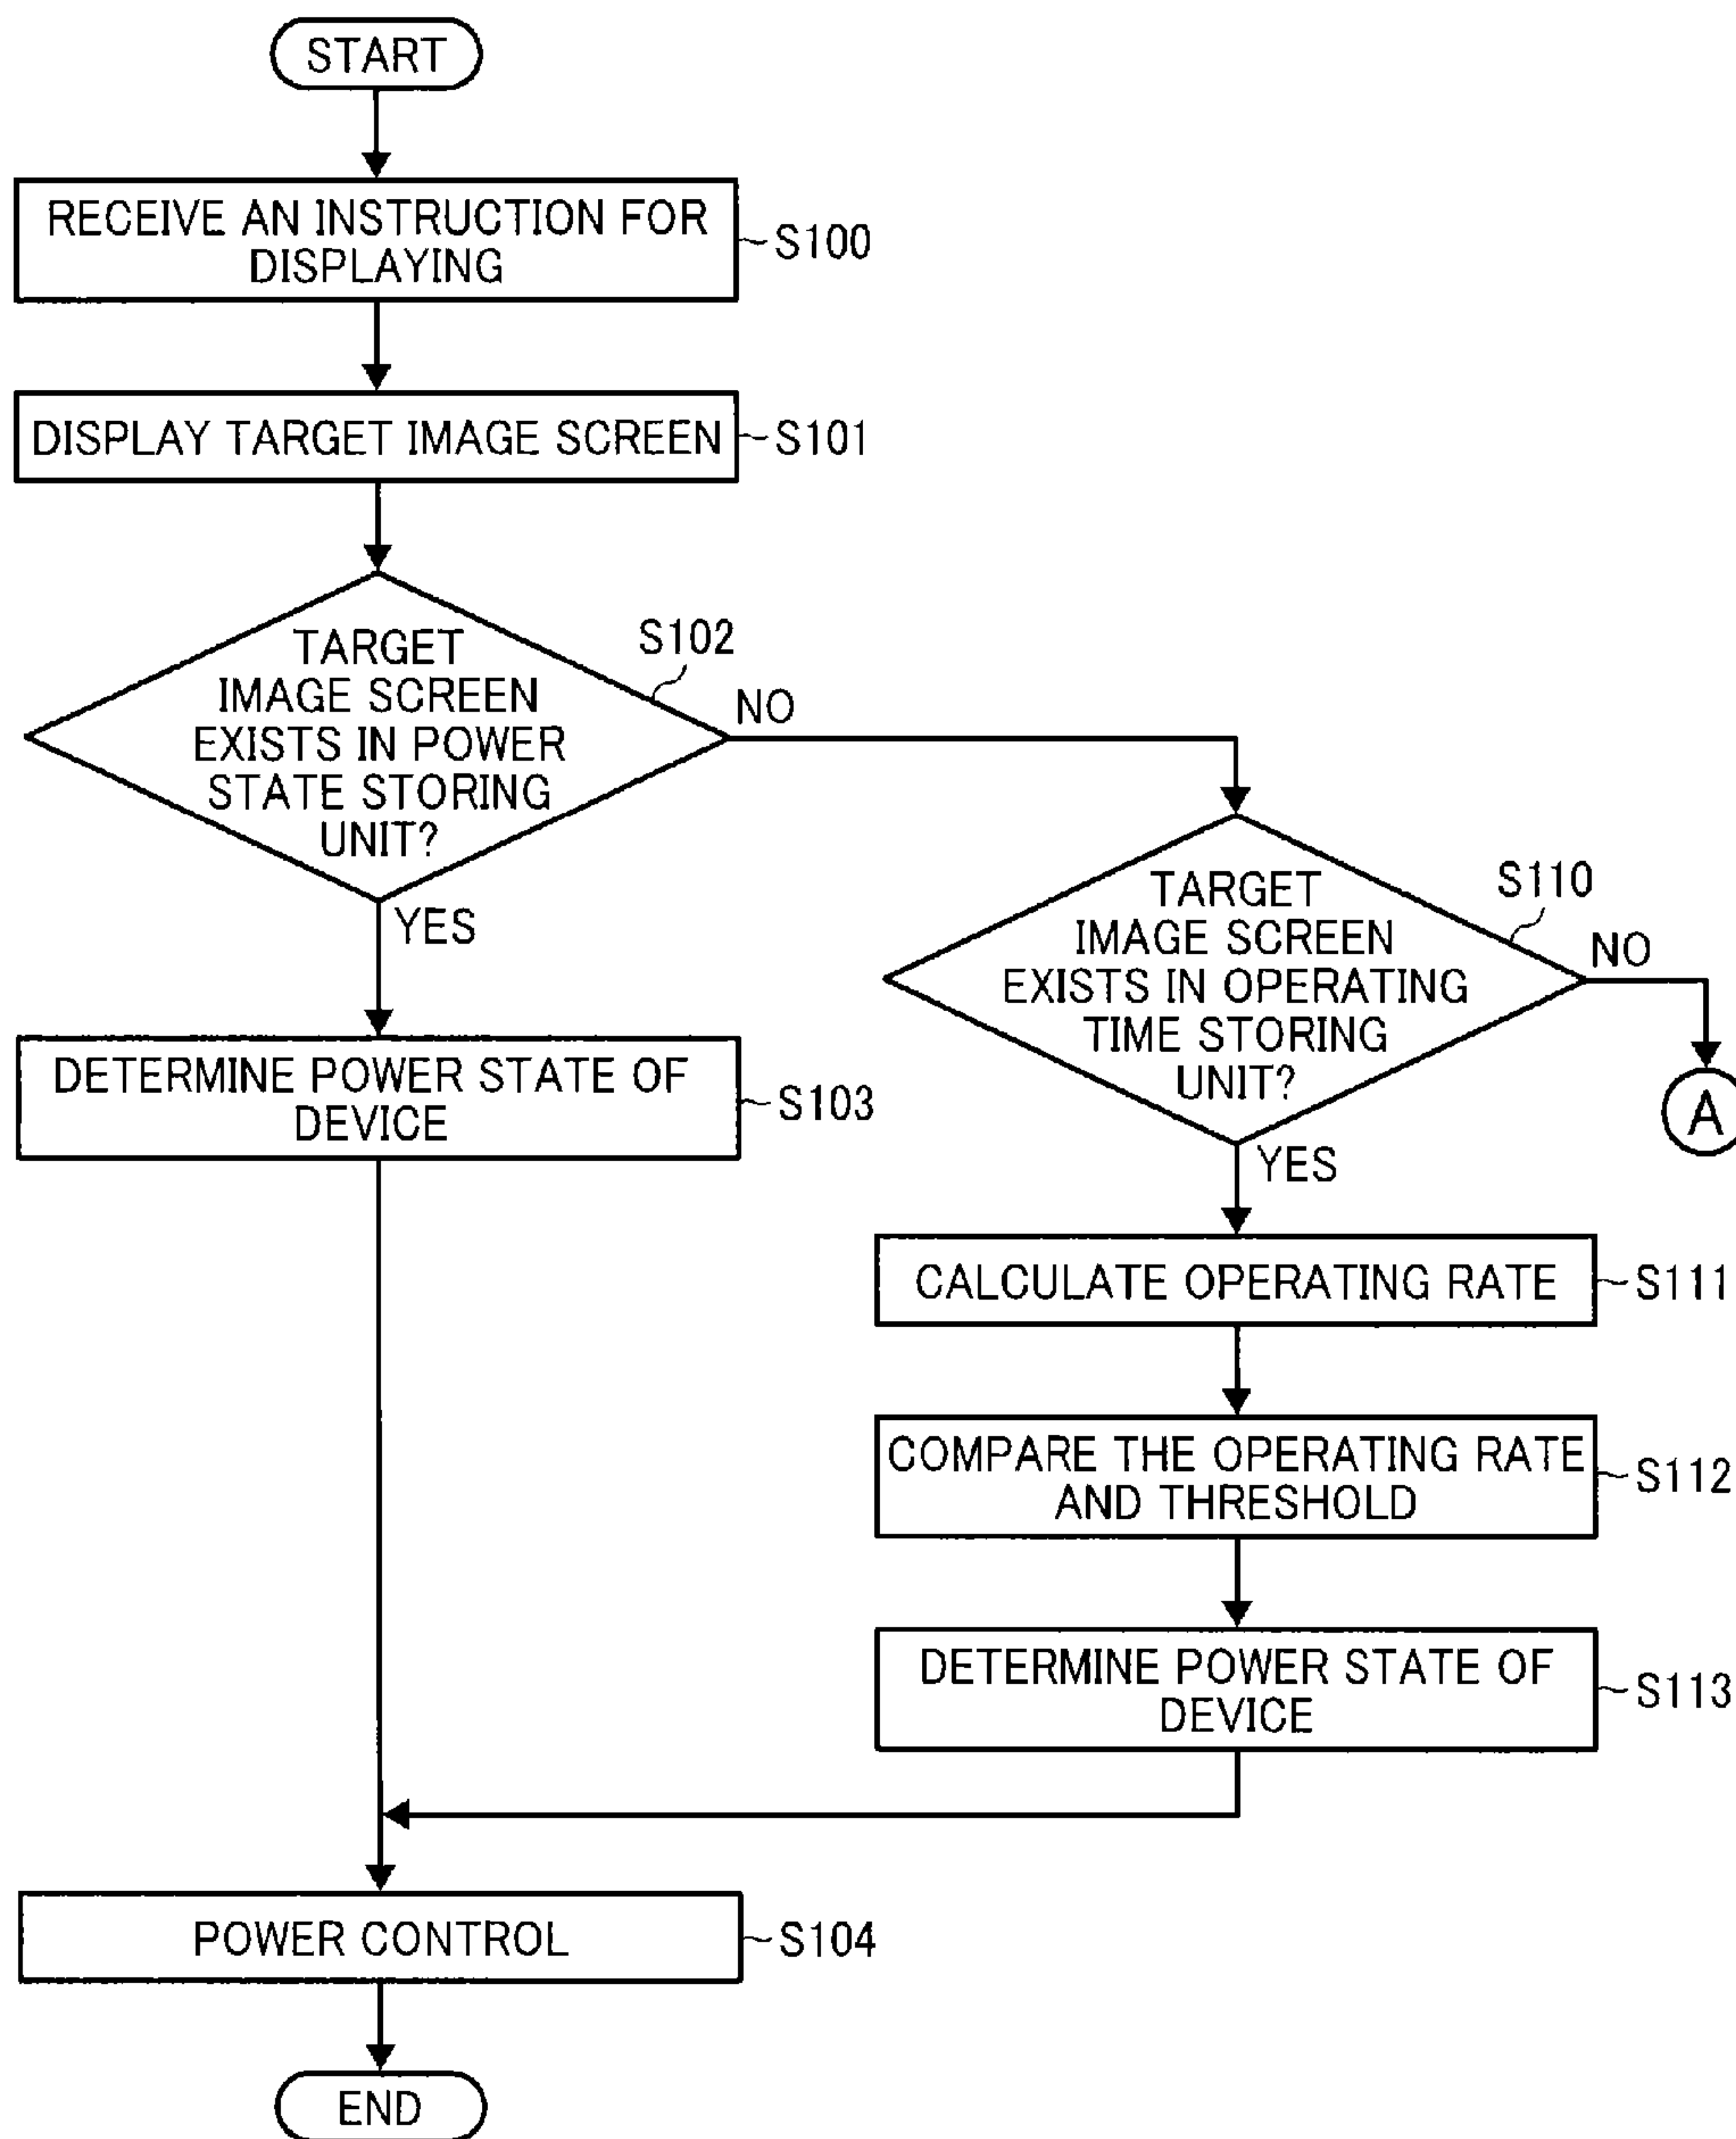 START
RECEIVE AN INSTRUCTION FOR
DISPLAYING
S100
DISPLAY TARGET IMAGE SCREEN
S101
TARGET
IMAGE SCREEN
EXISTS IN POWER
STATE STORING
UNIT?
S102
NO
YES
DETERMINE POWER STATE OF
DEVICE
S103
TARGET
IMAGE SCREEN
EXISTS IN OPERATING
TIME STORING
UNIT?
S110
NO
A
YES
CALCULATE OPERATING RATE
S111
COMPARE THE OPERATING RATE
AND THRESHOLD
S112
DETERMINE POWER STATE OF
DEVICE
S113
POWER CONTROL
S104
END